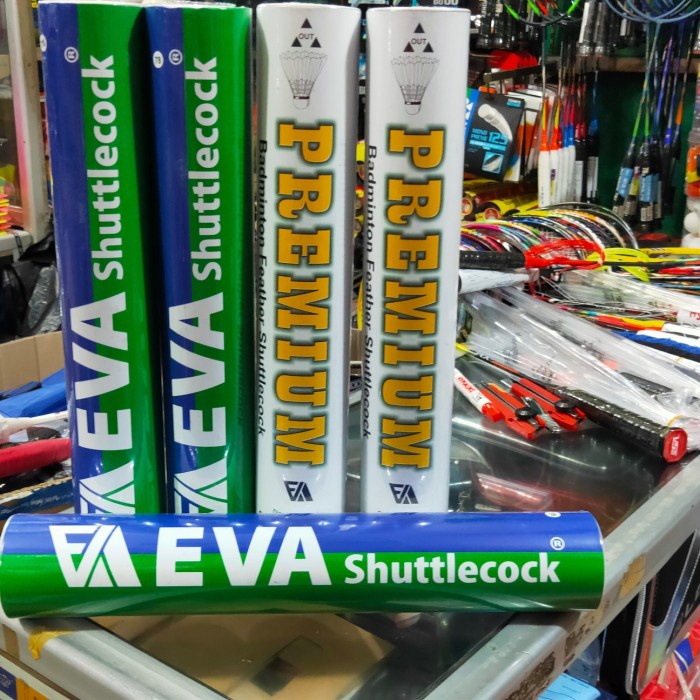 EVA Shuttlecock ®
EVA Shuttlecock ®
OUT
PREMIUM
Badminton Feather Shuttlecock
OUT
PREMIUM
Badminton Feather Shuttlecock
EVA Shuttlecock ®